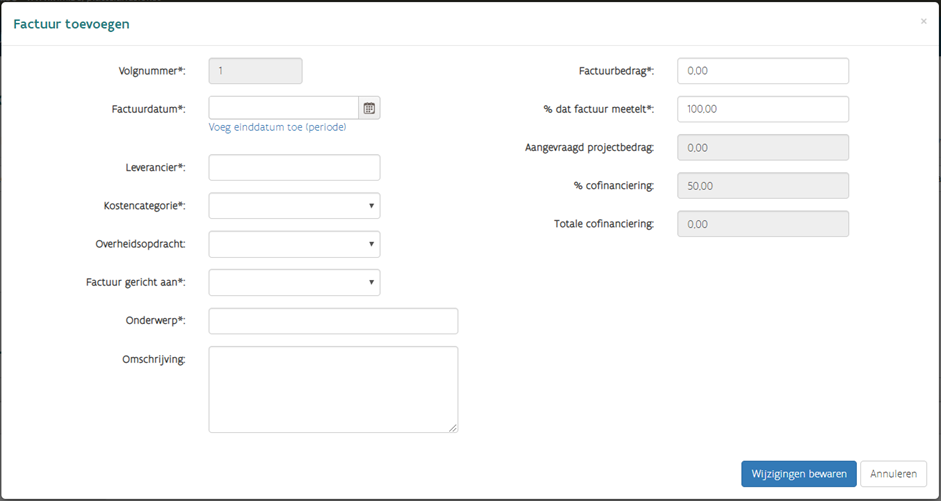 Factuur toevoegen
×
Volgnummer*:
1
Factuurdatum*:
Voeg einddatum toe (periode)
Leverancier*:
Kostencategorie*:
Overheidsopdracht:
Factuur gericht aan*:
Onderwerp*:
Omschrijving:
Factuurbedrag*:
0,00
% dat factuur meetelt*:
100,00
Aangevraagd projectbedrag:
0,00
% cofinanciering:
50,00
Totale cofinanciering:
0,00
Wijzigingen bewaren
Annuleren